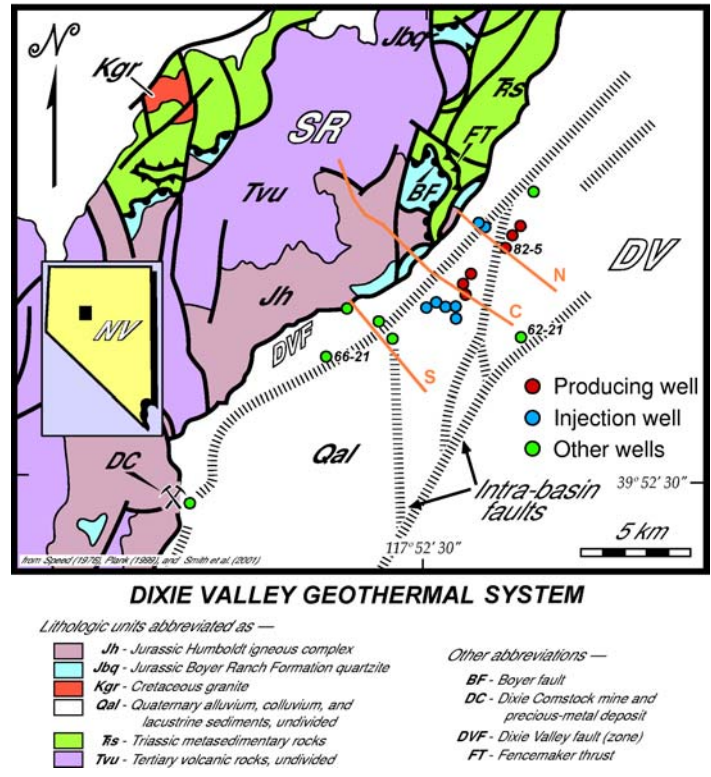 N
Kgr
Jbq
SR
T̅Rs
FT
BF
Tvu
DV
82-5
N
Jh
C
NV
DVF
62-21
66-21
S
Producing well
Injection well
Other wells
DC
Qal
Intra-basin
faults
39° 52' 30"
117° 52' 30"
5 km
from Speed (1976), Plank (1999), and Smith et al. (2001)
DIXIE VALLEY GEOTHERMAL SYSTEM
Lithologic units abbreviated as —
Jh - Jurassic Humboldt igneous complex
Jbq - Jurassic Boyer Ranch Formation quartzite
Kgr - Cretaceous granite
Qal - Quaternary alluvium, colluvium, and
lacustrine sediments, undivided
T̅Rs - Triassic metasedimentary rocks
Tvu - Tertiary volcanic rocks, undivided
Other abbreviations —
BF - Boyer fault
DC - Dixie Comstock mine and
precious-metal deposit
DVF - Dixie Valley fault (zone)
FT - Fencemaker thrust